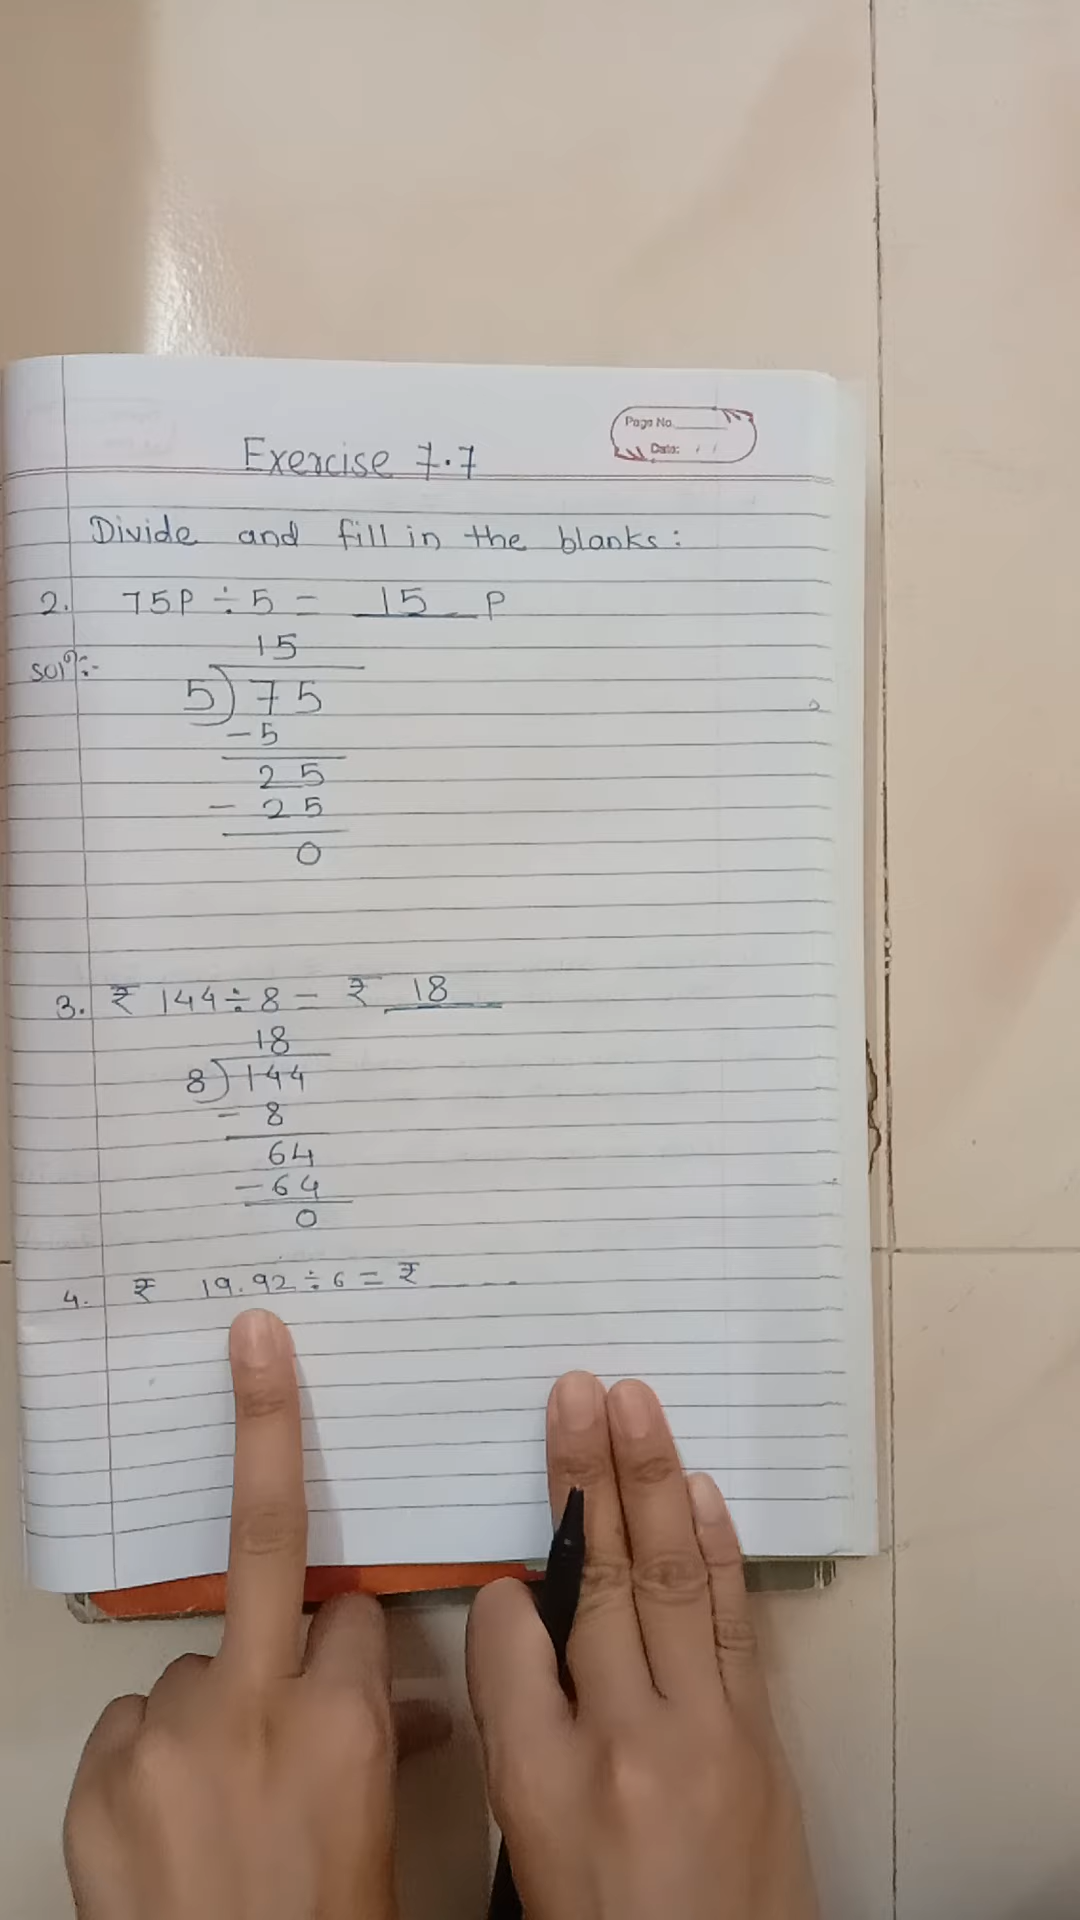 Page No.
Date: / /
Exercise 7.7
Divide and fill in the blanks:
2. 75P ÷ 5 = 15 P
15
Solⁿ:-
5) 75
-5
25
- 25
0
3. ₹ 144÷8 = ₹ 18
18
8) 144
- 8
64
-64
0
4. ₹ 19.92÷6 = ₹ ____